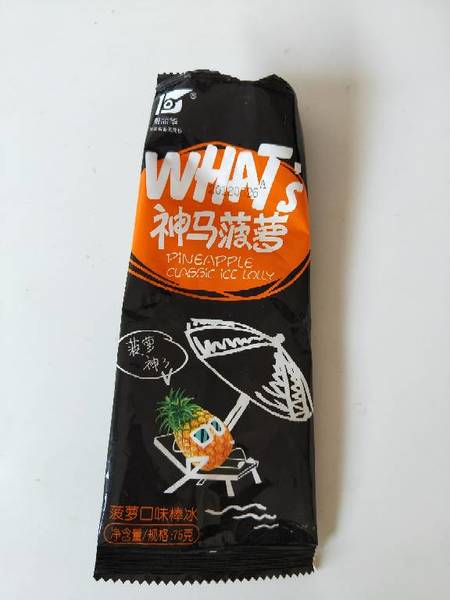 WHAT's
神马菠萝
PINEAPPLE
CLASSIC ICE LOLLY
菠萝
神了
菠萝口味棒冰
净含量/规格:75克